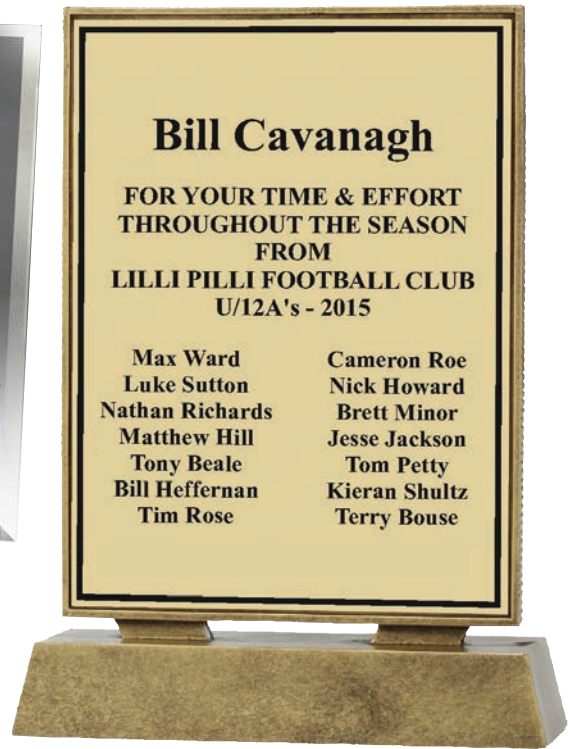 Bill Cavanagh
FOR YOUR TIME & EFFORT
THROUGHOUT THE SEASON
FROM
LILLI PILLI FOOTBALL CLUB
U/12A's - 2015
Max Ward
Luke Sutton
Nathan Richards
Matthew Hill
Tony Beale
Bill Heffernan
Tim Rose
Cameron Roe
Nick Howard
Brett Minor
Jesse Jackson
Tom Petty
Kieran Shultz
Terry Bouse